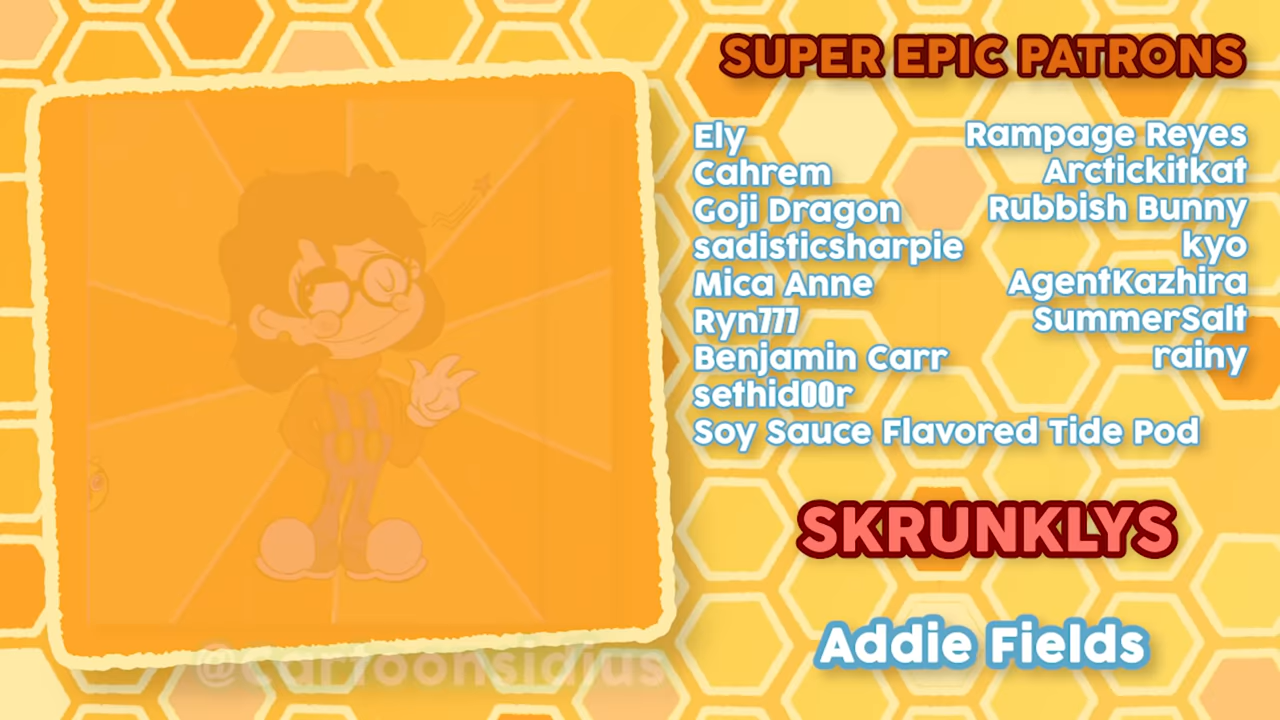 SUPER EPIC PATRONS
Ely
Cahrem
Goji Dragon
sadisticsharpie
Mica Anne
Ryn777
Benjamin Carr
sethid00r
Soy Sauce Flavored Tide Pod
Rampage Reyes
Arctickitkat
Rubbish Bunny
kyo
AgentKazhira
SummerSalt
rainy
SKRUNKLYS
Addie Fields
@cartoonsidius